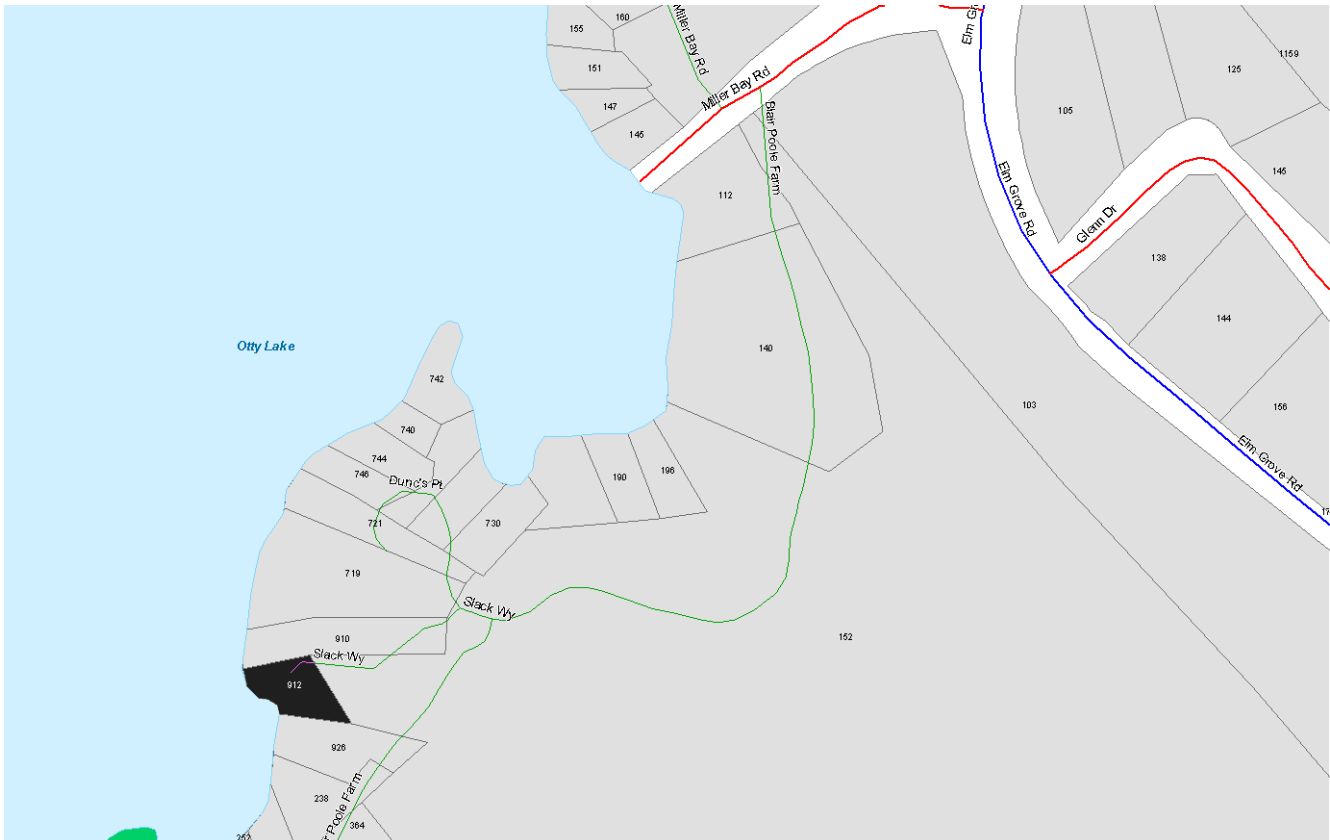 160
155
Elm Gr
Miller Bay Rd
1159
151
125
Miller Bay Rd
147
105
145
Blair Poole Farm
145
112
Elm Grove Rd
Glenn Dr
138
144
Otty Lake
140
742
103
156
740
744
Elm Grove Rd
746
190
196
Dunc's Pt
721
730
719
Slack Wy
910
152
Slack Wy
912
926
238
r Poole Farm
364
252